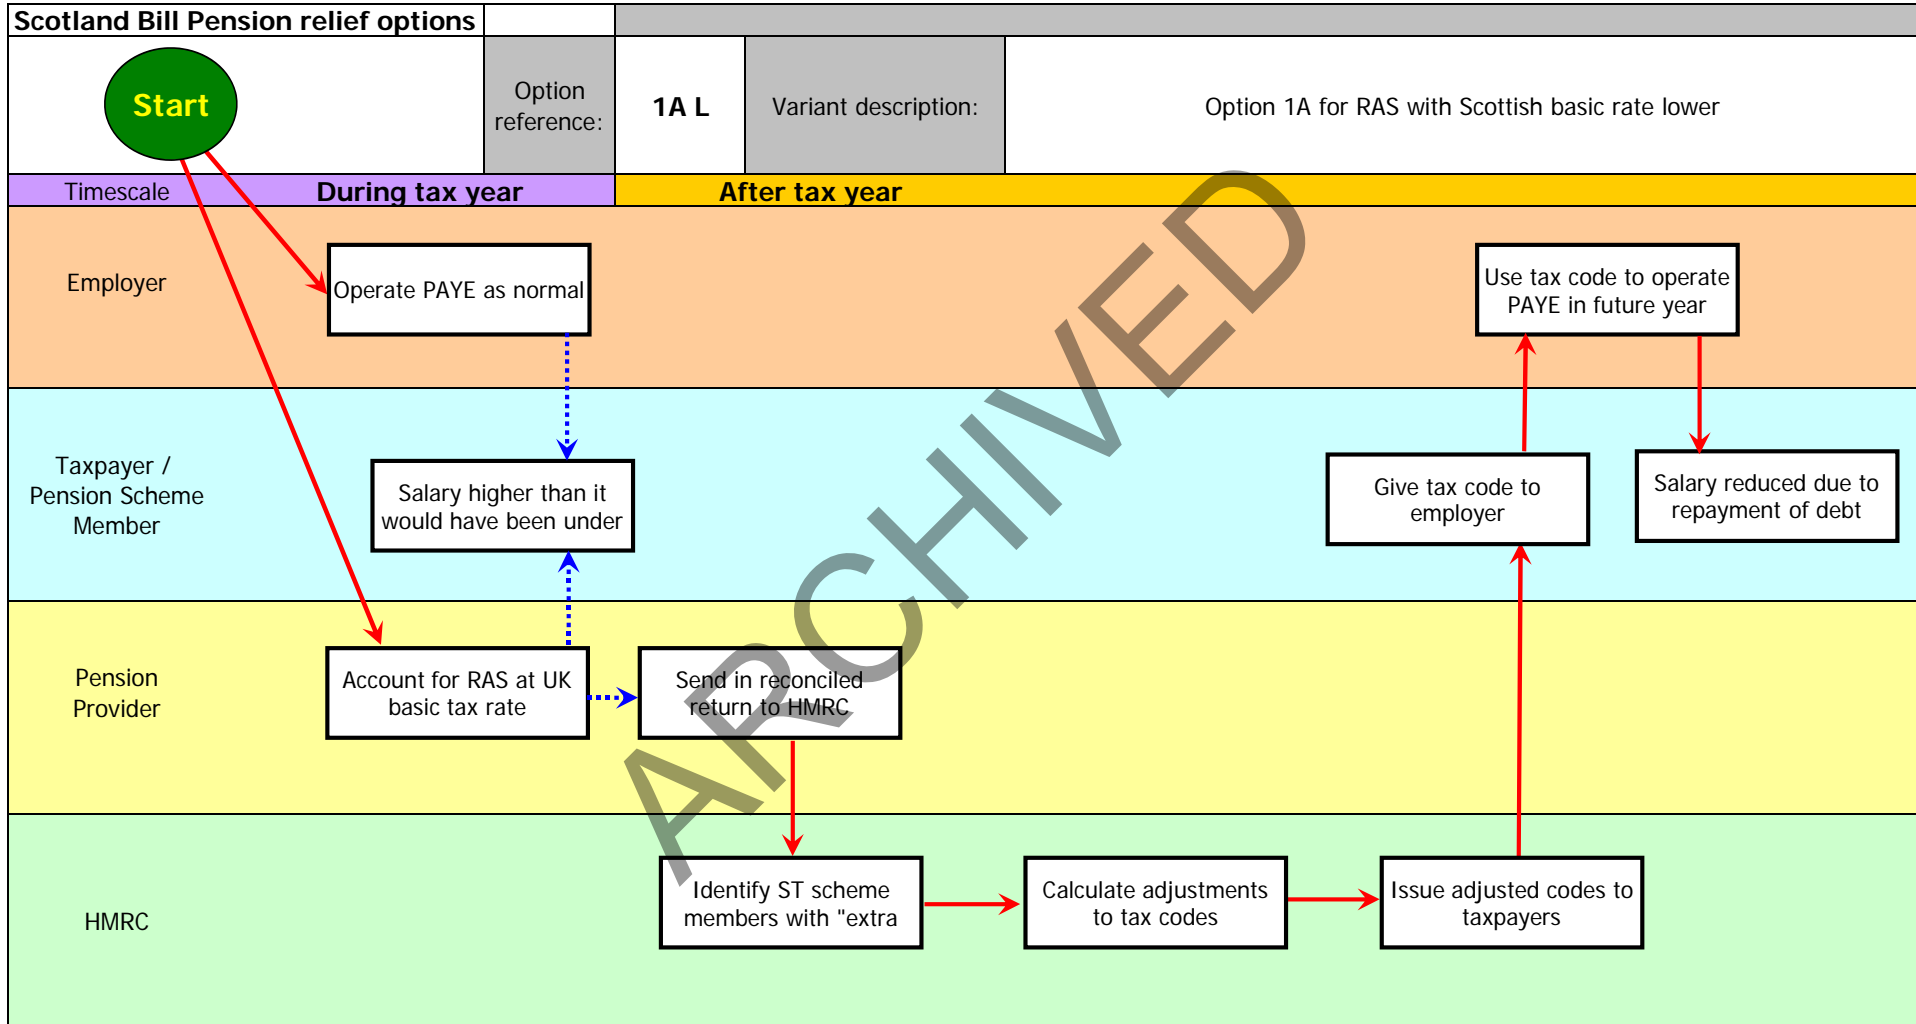 Scotland Bill Pension relief options
Start
Option
reference:
1A L
Variant description:
Option 1A for RAS with Scottish basic rate lower
Timescale
During tax year
After tax year
Employer
Operate PAYE as normal
Use tax code to operate
PAYE in future year
Taxpayer /
Pension Scheme
Member
Salary higher than it
would have been under
Give tax code to
employer
Salary reduced due to
repayment of debt
Pension
Provider
Account for RAS at UK
basic tax rate
Send in reconciled
return to HMRC
HMRC
Identify ST scheme
members with "extra
Calculate adjustments
to tax codes
Issue adjusted codes to
taxpayers
ARCHIVED